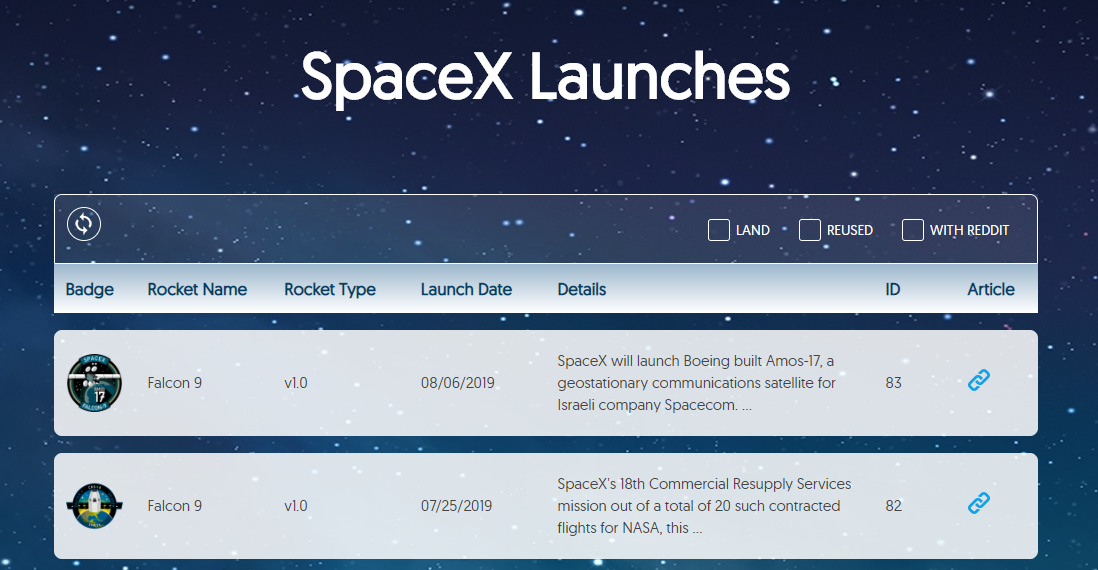 SpaceX Launches
LAND REUSED WITH REDDIT
Badge Rocket Name Rocket Type Launch Date Details ID Article
SPACEX
17
FALCON 9
Falcon 9 v1.0 08/06/2019
SpaceX will launch Boeing built Amos-17, a
geostationary communications satellite for
Israeli company Spacecom. ...
83
Falcon 9 v1.0 07/25/2019
SpaceX's 18th Commercial Resupply Services
mission out of a total of 20 such contracted
flights for NASA, this ...
82